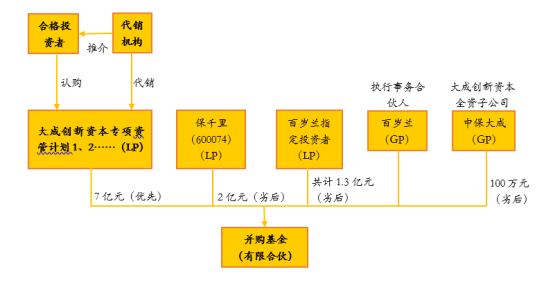 合格投
资者
代销
机构
推介
认购
代销
大成创新资本专项资
管计划1、2……（LP）
保千里
（600074）
（LP）
百岁兰指
定投资者
（LP）
执行事务合
伙人
百岁兰
（GP）
大成创新资本
全资子公司
中保大成
（GP）
7亿元（优先）
2亿元（劣后）
共计1.3亿元
（劣后）
100万元
（劣后）
并购基金
（有限合伙）